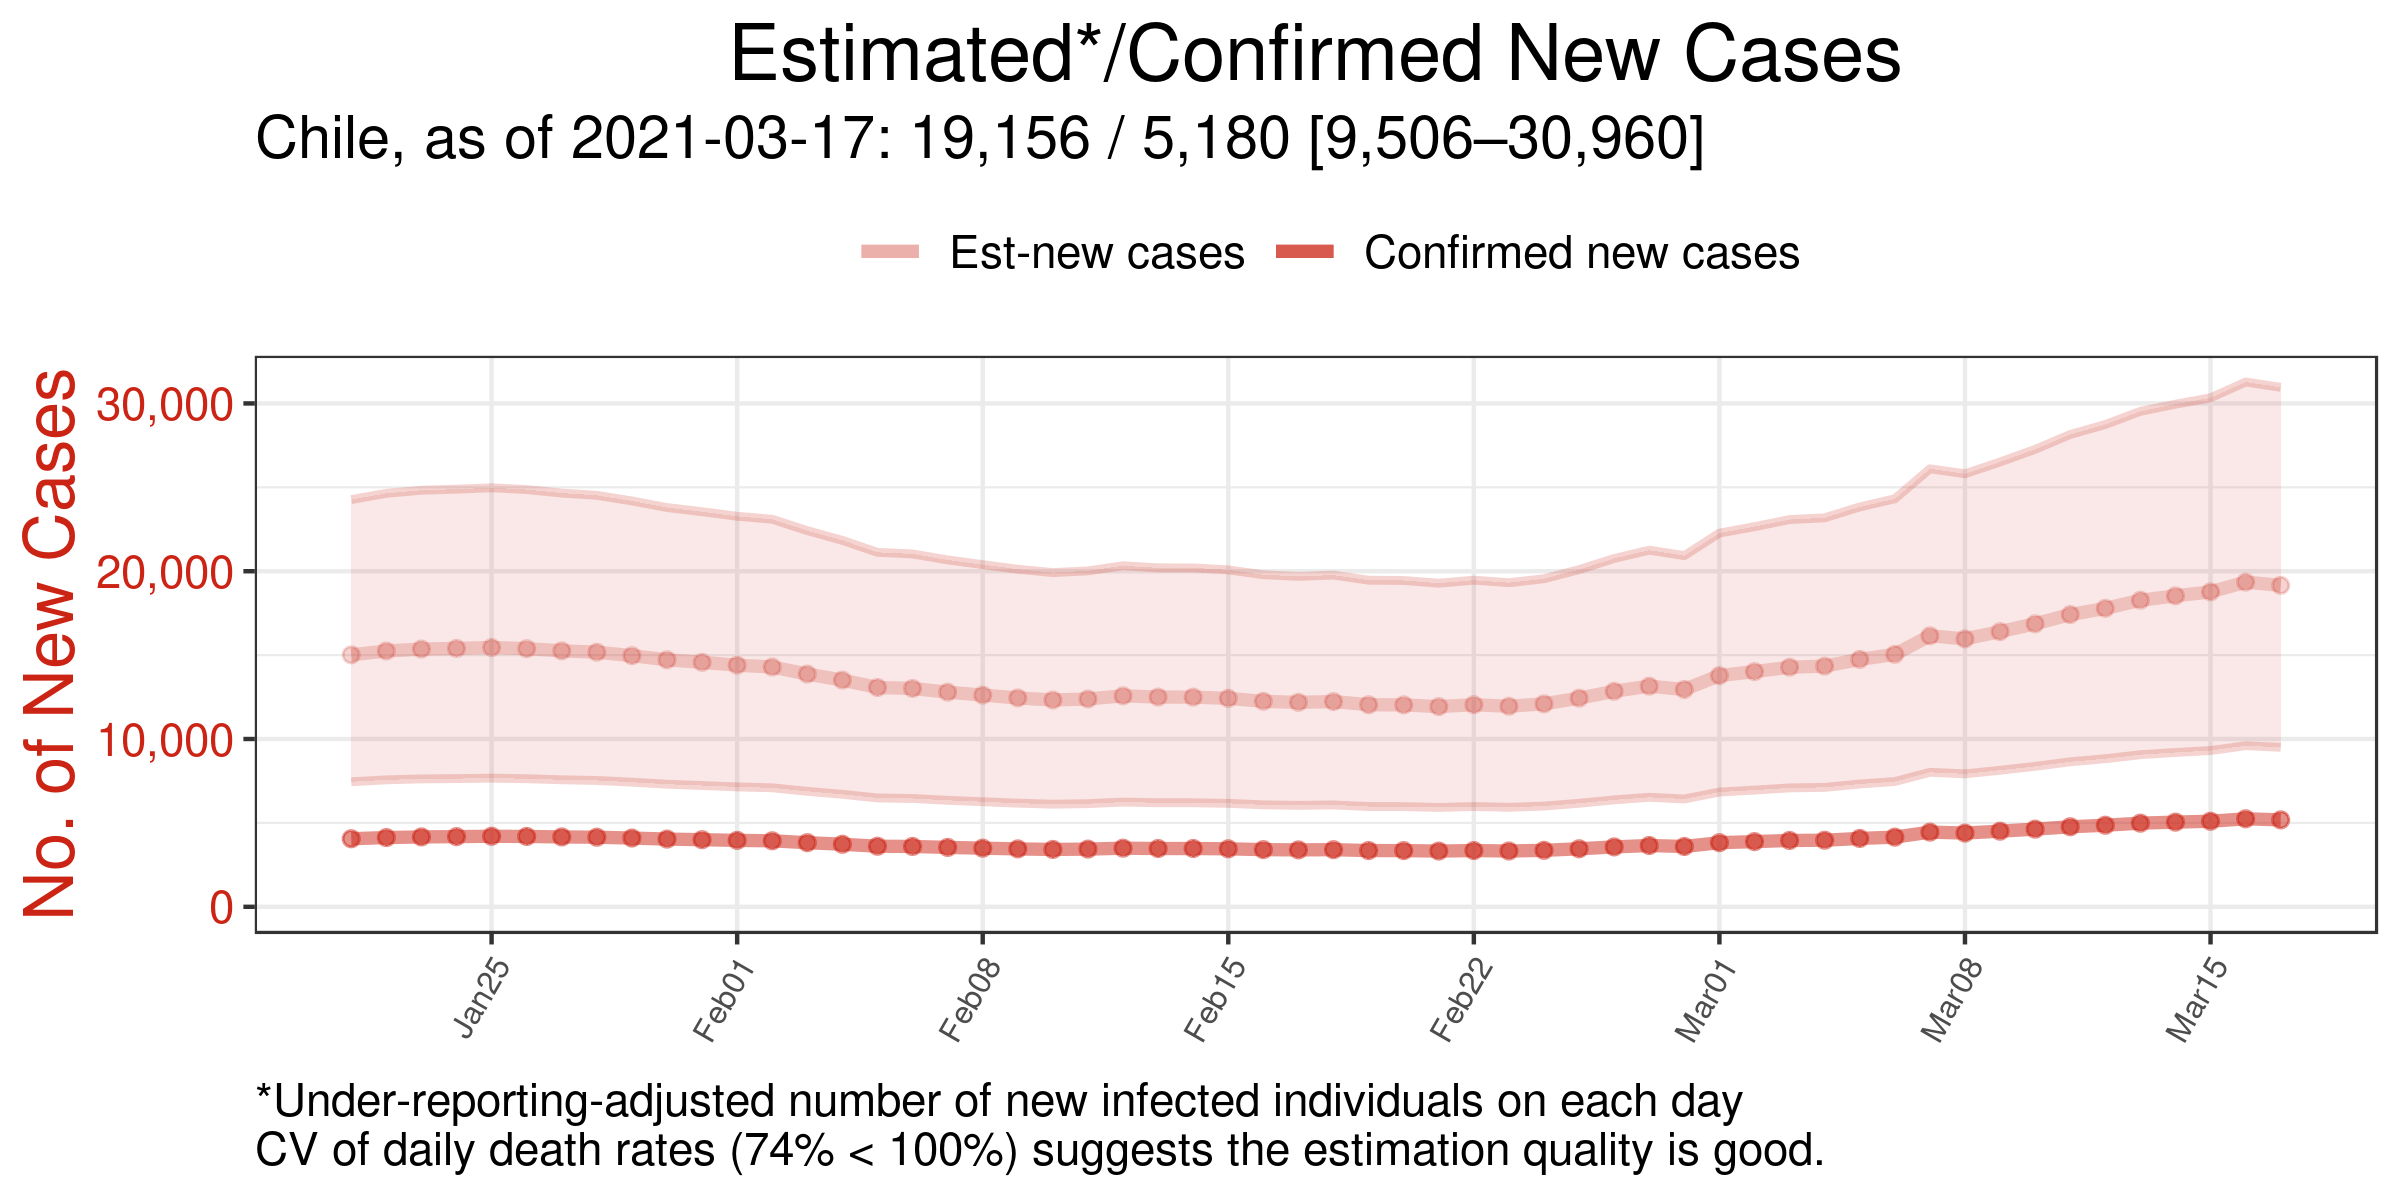 Estimated*/Confirmed New Cases
Chile, as of 2021-03-17: 19,156 / 5,180 [9,506–30,960]
Est-new cases Confirmed new cases
No. of New Cases
30,000
20,000
10,000
0
Jan25 Feb01 Feb08 Feb15 Feb22 Mar01 Mar08 Mar15
*Under-reporting-adjusted number of new infected individuals on each day
CV of daily death rates (74% < 100%) suggests the estimation quality is good.